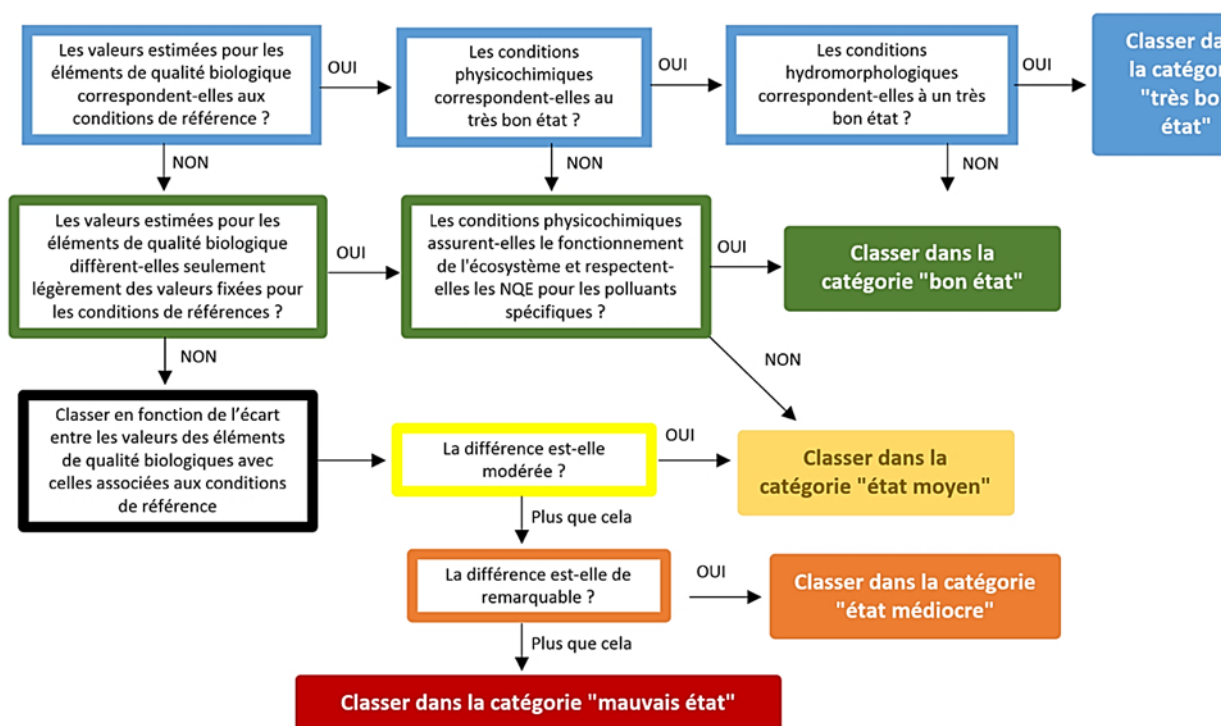 Les valeurs estimées pour les
éléments de qualité biologique
correspondent-elles aux
conditions de référence ?
OUI
Les conditions
physicochimiques
correspondent-elles au
très bon état ?
OUI
Les conditions
hydromorphologiques
correspondent-elles à un très
bon état ?
OUI
Classer
la
"très
état"
NON
NON
NON
Les valeurs estimées pour les
éléments de qualité biologique
diffèrent-elles seulement
légèrement des valeurs fixées pour
les conditions de références ?
OUI
Les conditions physicochimiques
assurent-elles le fonctionnement
de l'écosystème et respectent-
elles les NQE pour les polluants
spécifiques ?
OUI
Classer dans la
catégorie "bon état"
NON
NON
Classer en fonction de l'écart
entre les valeurs des éléments
de qualité biologiques avec
celles associées aux conditions
de référence
La différence est-elle
modérée ?
OUI
Classer dans la
catégorie "état moyen"
Plus que cela
La différence est-elle de
remarquable ?
OUI
Classer dans la catégorie
"état médiocre"
Plus que cela
Classer dans la catégorie "mauvais état"